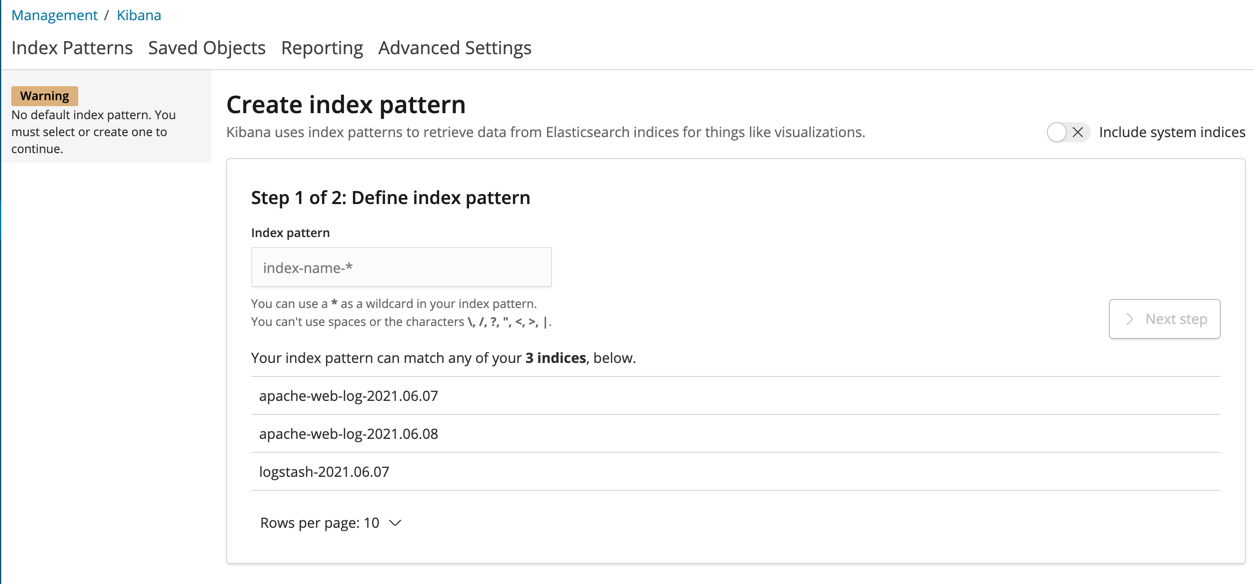 Management / Kibana
Index Patterns Saved Objects Reporting Advanced Settings
Warning
No default index pattern. You
must select or create one to
continue.
Create index pattern
Kibana uses index patterns to retrieve data from Elasticsearch indices for things like visualizations.
Include system indices
Step 1 of 2: Define index pattern
Index pattern
index-name-*
You can use a * as a wildcard in your index pattern.
You can't use spaces or the characters \, /, ?, ", <, >, |.
Next step
Your index pattern can match any of your 3 indices, below.
apache-web-log-2021.06.07
apache-web-log-2021.06.08
logstash-2021.06.07
Rows per page: 10